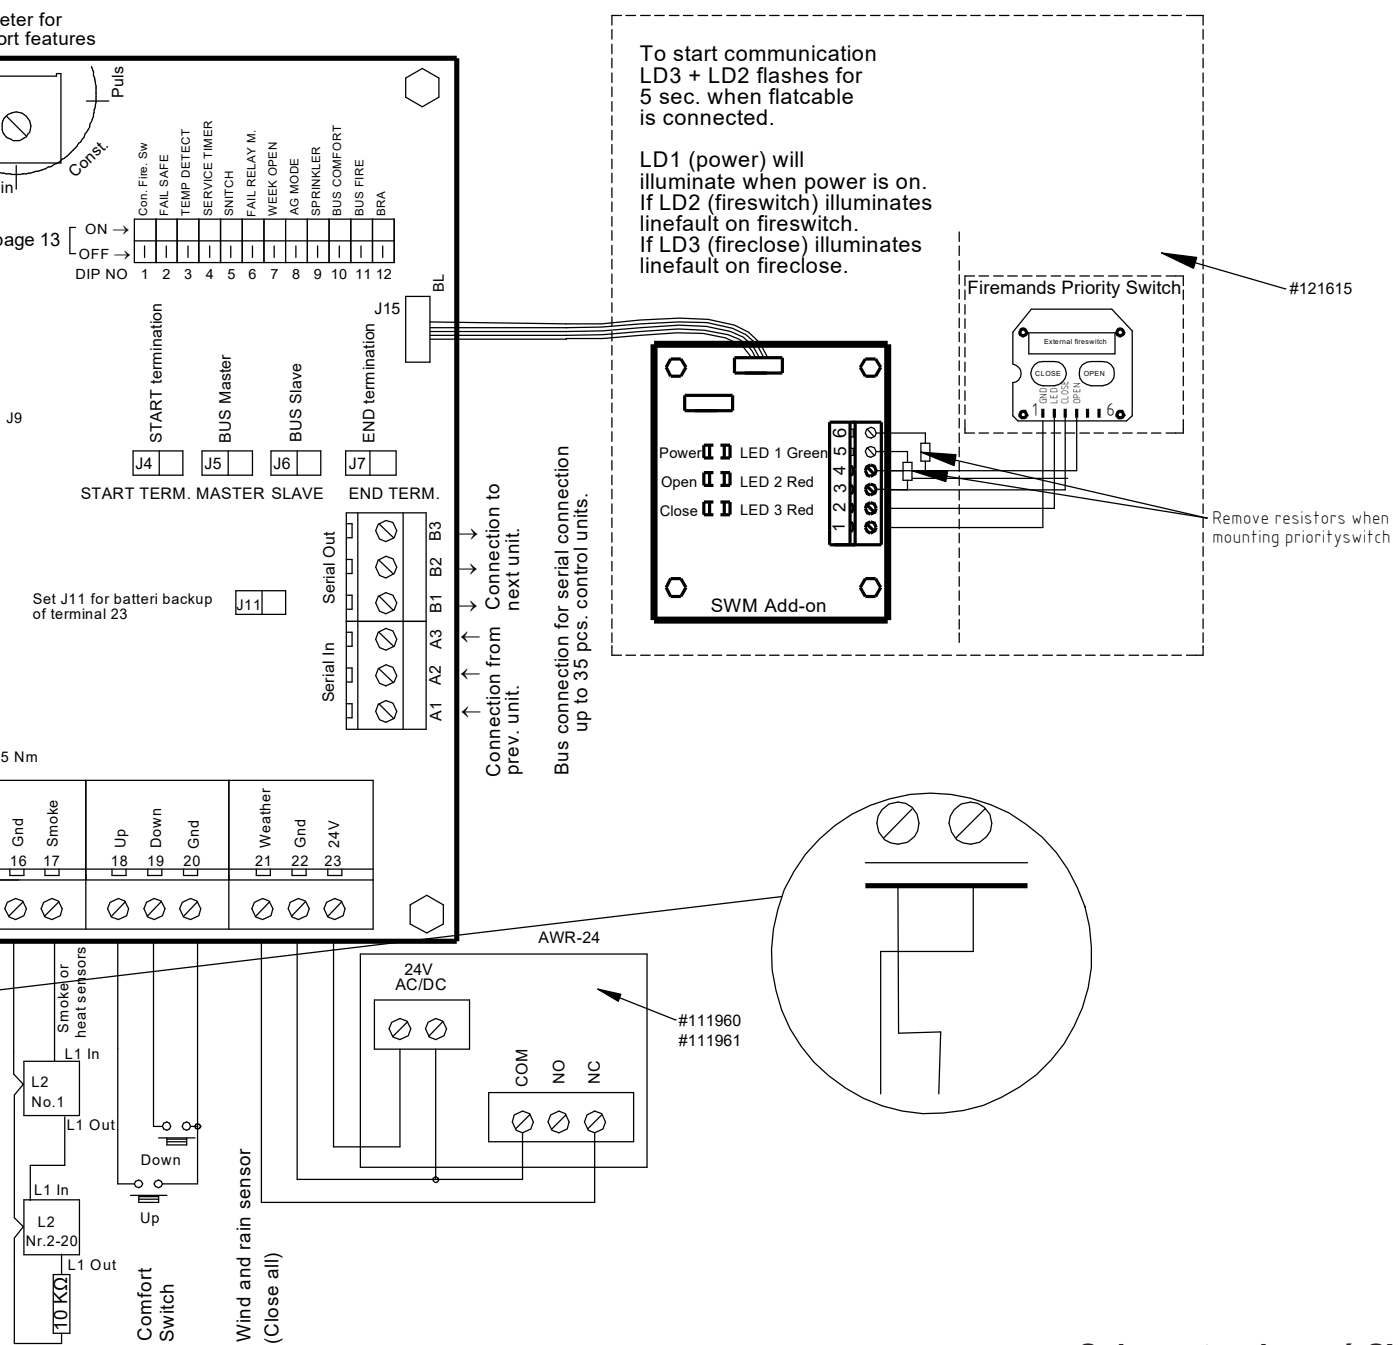 eter for
ort features
Puls
Const.
in
Con. Fire. Sw
FAIL SAFE
TEMP DETECT
SERVICE TIMER
SNITCH
FAIL RELAY M.
WEEK OPEN
AG MODE
SPRINKLER
BUS COMFORT
BUS FIRE
BRA
page 13
ON →
OFF →
DIP NO 1 2 3 4 5 6 7 8 9 10 11 12
J15
BL
J9
START termination
BUS Master
BUS Slave
END termination
J4
J5
J6
J7
START TERM. MASTER SLAVE END TERM.
Serial Out
B3
B2
B1
Connection to
next unit.
Serial In
A3
A2
A1
Connection from
prev. unit.
Bus connection for serial connection
up to 35 pcs. control units.
Set J11 for batteri backup
of terminal 23
J11
5 Nm
To start communication
LD3 + LD2 flashes for
5 sec. when flatcable
is connected.
LD1 (power) will
illuminate when power is on.
If LD2 (fireswitch) illuminates
linefault on fireswitch.
If LD3 (fireclose) illuminates
linefault on fireclose.
#121615
Firemands Priority Switch
External fireswitch
CLOSE
OPEN
GND
LED
CLOSE
OPEN
1
6
Power LED 1 Green
Open LED 2 Red
Close LED 3 Red
6
5
4
3
2
1
SWM Add-on
Remove resistors when
mounting priorityswitch
Gnd
Smoke
Up
Down
Gnd
Weather
Gnd
24V
16 17 18 19 20 21 22 23
Smoke or
heat sensors
L1 In
L2
No.1
L1 Out
L1 In
L2
Nr.2-20
L1 Out
10 KΩ
Down
Up
Comfort
Switch
Wind and rain sensor
(Close all)
AWR-24
24V
AC/DC
COM
NO
NC
#111960
#111961